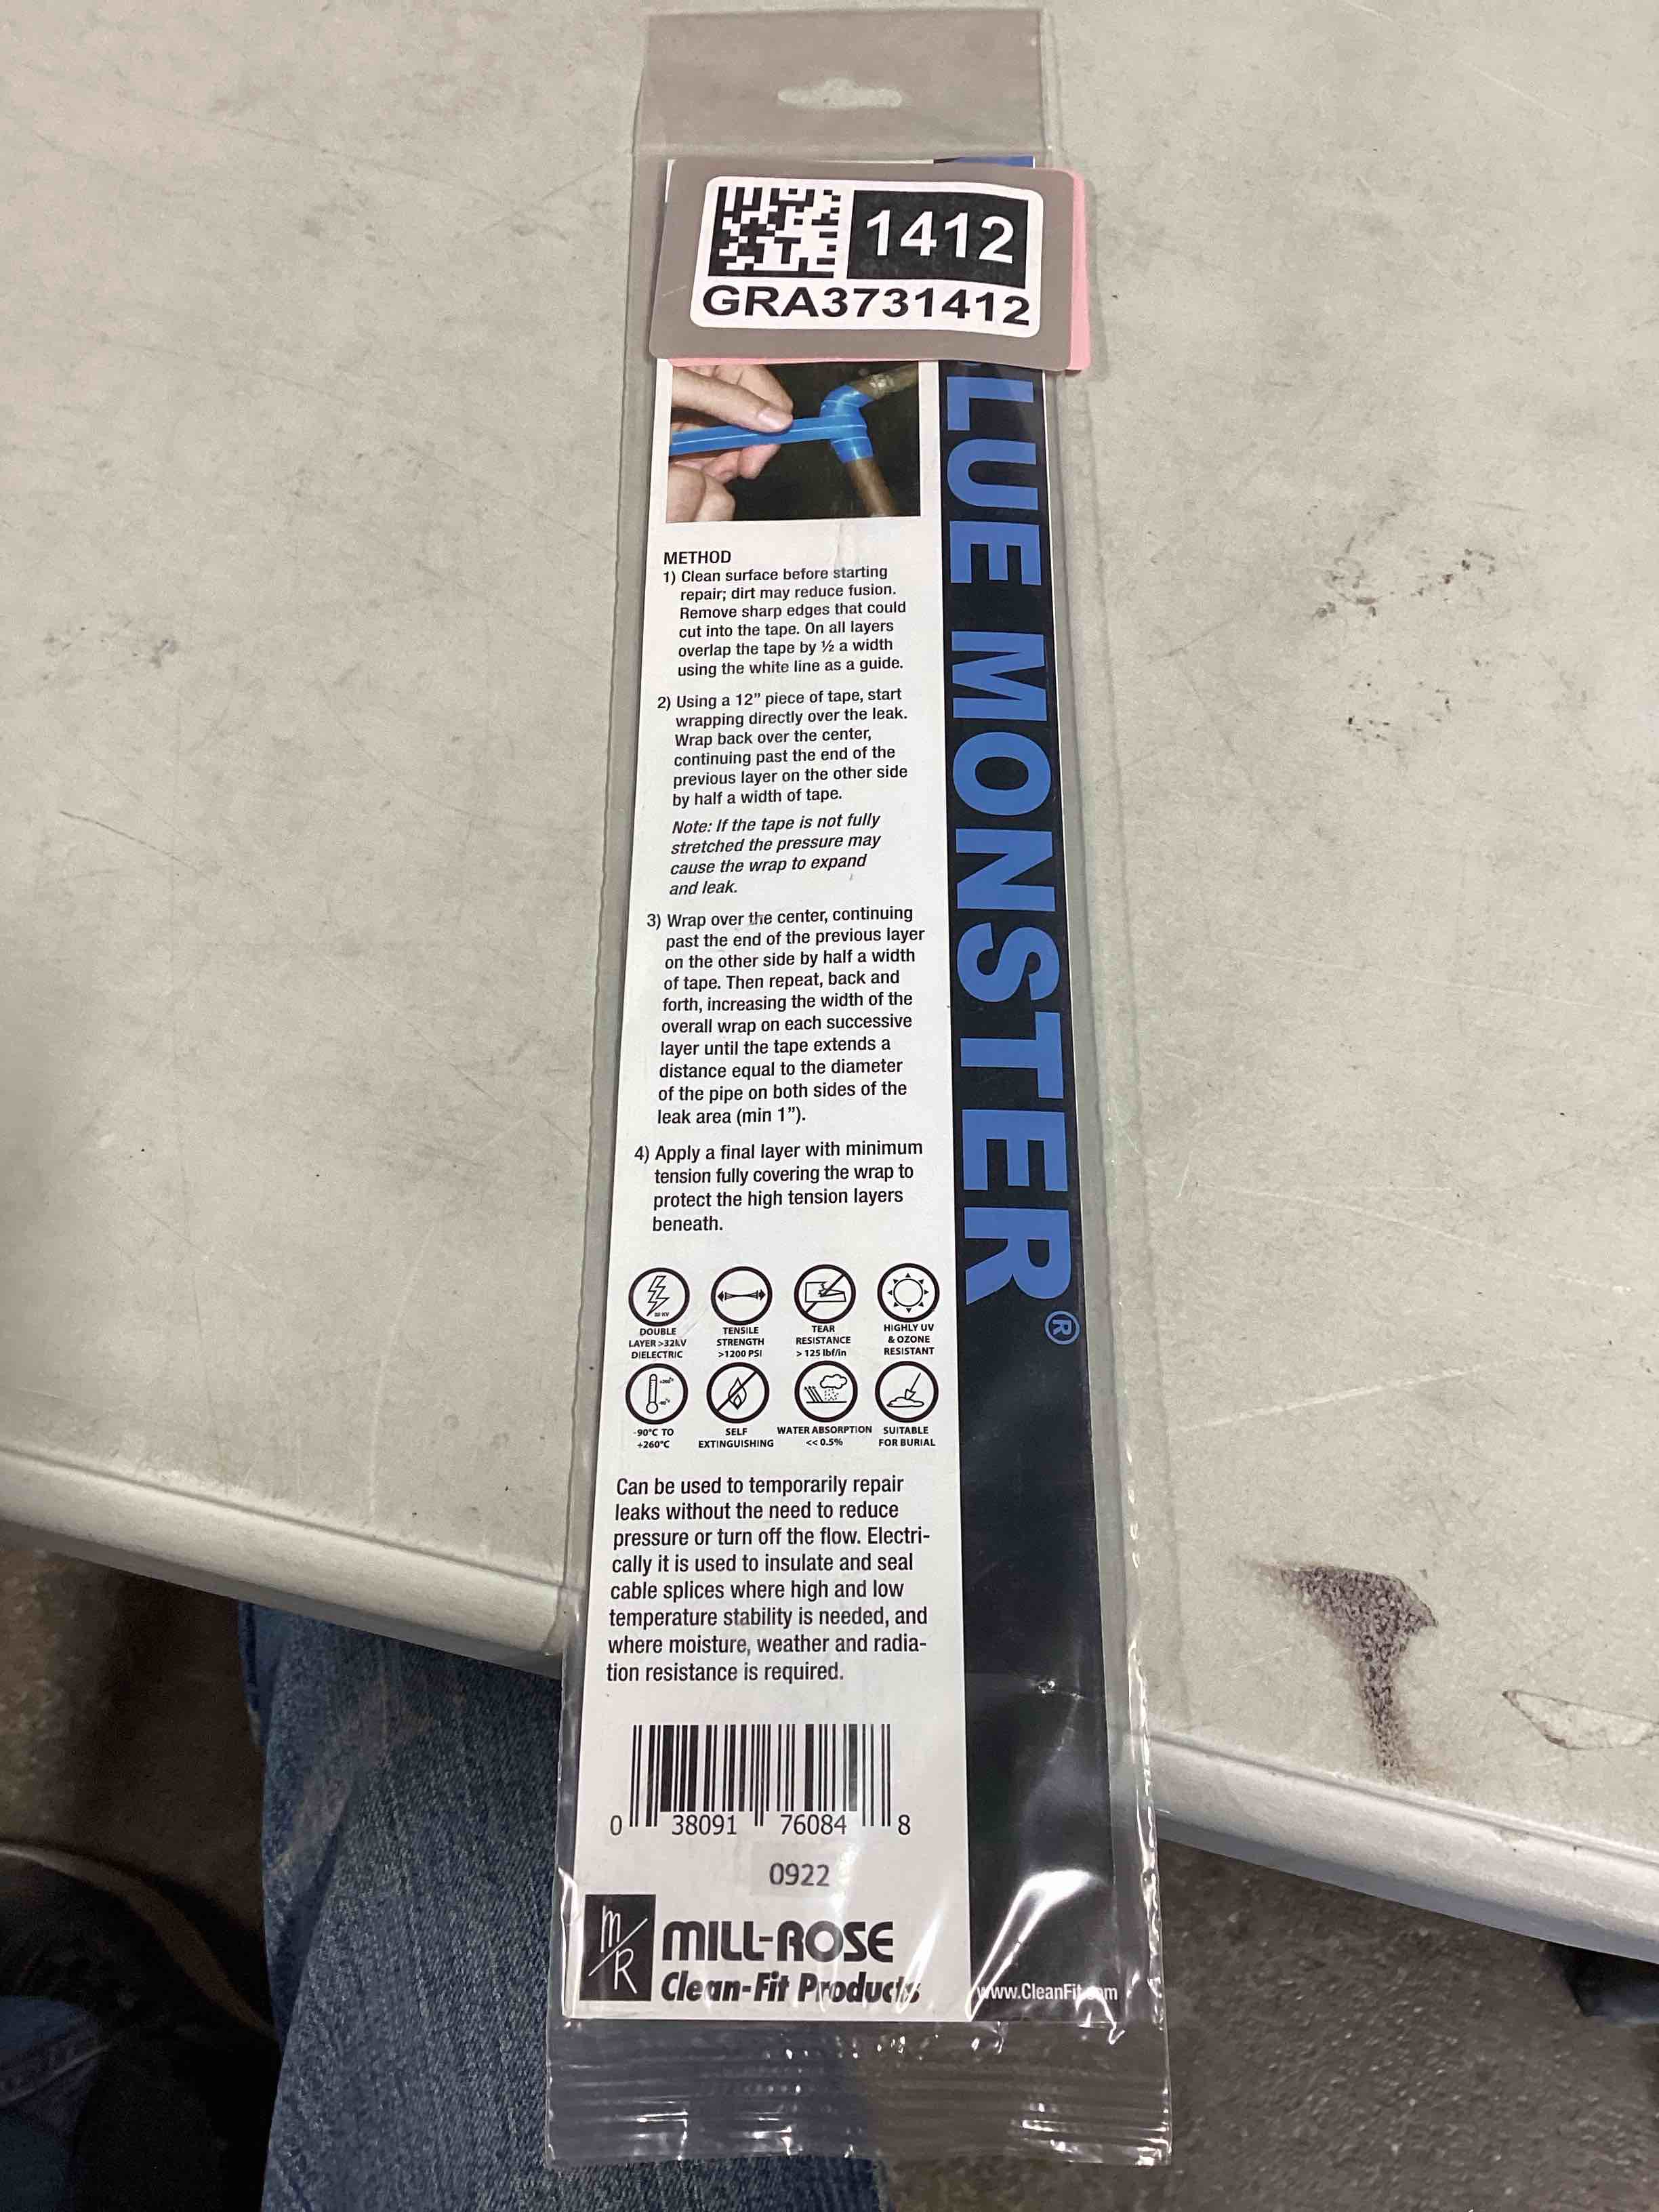 1412
GRA3731412
LUE MONSTER®
METHOD
1) Clean surface before starting
repair; dirt may reduce fusion.
Remove sharp edges that could
cut into the tape. On all layers
overlap the tape by ½ a width
using the white line as a guide.
2) Using a 12” piece of tape, start
wrapping directly over the leak.
Wrap back over the center,
continuing past the end of the
previous layer on the other side
by half a width of tape.
Note: If the tape is not fully
stretched the pressure may
cause the wrap to expand
and leak.
3) Wrap over the center, continuing
past the end of the previous layer
on the other side by half a width
of tape. Then repeat, back and
forth, increasing the width of the
overall wrap on each successive
layer until the tape extends a
distance equal to the diameter
of the pipe on both sides of the
leak area (min 1”).
4) Apply a final layer with minimum
tension fully covering the wrap to
protect the high tension layers
beneath.
DOUBLE
LAYER >32kV
DIELECTRIC
TENSILE
STRENGTH
>1200 PSI
TEAR
RESISTANCE
> 125 lbf/in
HIGHLY UV
& OZONE
RESISTANT
-90°C TO
+260°C
SELF
EXTINGUISHING
WATER ABSORPTION
<< 0.5%
SUITABLE
FOR BURIAL
Can be used to temporarily repair
leaks without the need to reduce
pressure or turn off the flow. Electri-
cally it is used to insulate and seal
cable splices where high and low
temperature stability is needed, and
where moisture, weather and radia-
tion resistance is required.
0 38091 76084 8
0922
m/R
MILL-ROSE
Clean-Fit Products
www.CleanFit.com